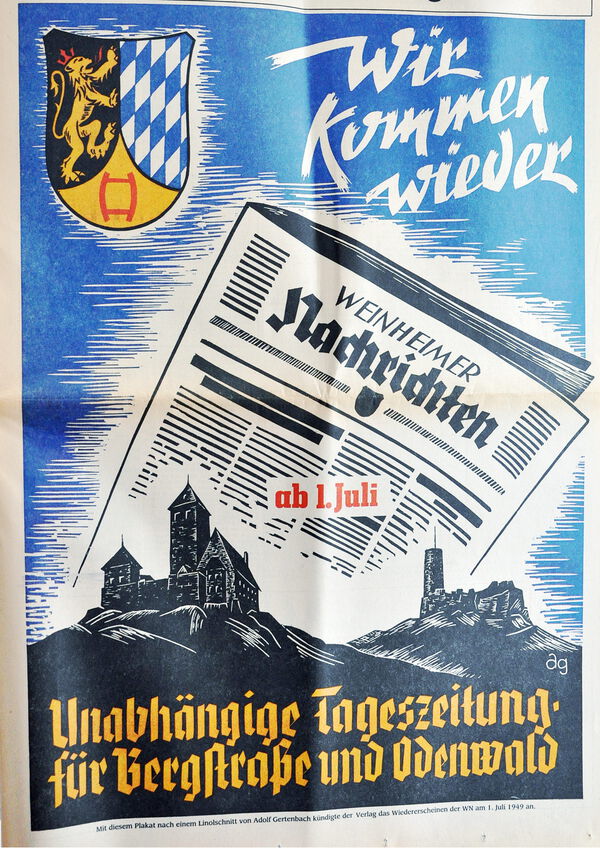 Wir
kommen
wieder
WEINHEIMER
Nachrichten
ab 1. Juli
ag
Unabhängige Tageszeitung·
für Bergstraße und Odenwald
Mit diesem Plakat nach einem Linolschnitt von Adolf Gertenbach kündigte der Verlag das Wiedererscheinen der WN am 1. Juli 1949 an.